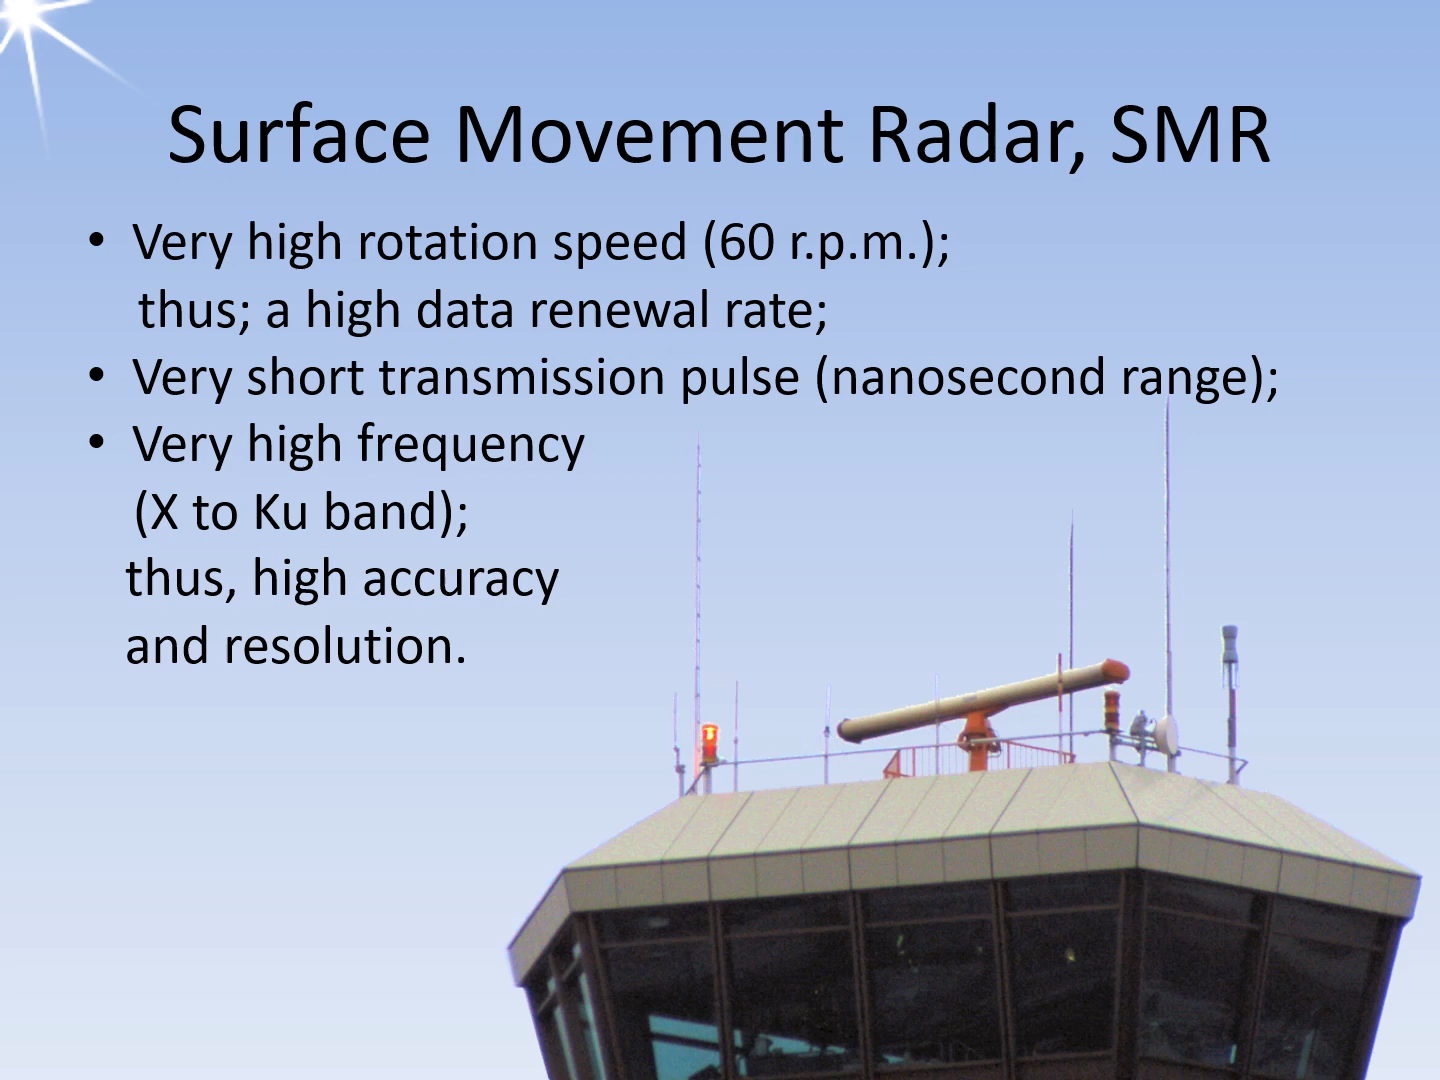 Surface Movement Radar, SMR
• Very high rotation speed (60 r.p.m.);
thus; a high data renewal rate;
• Very short transmission pulse (nanosecond range);
• Very high frequency
(X to Ku band);
thus, high accuracy
and resolution.